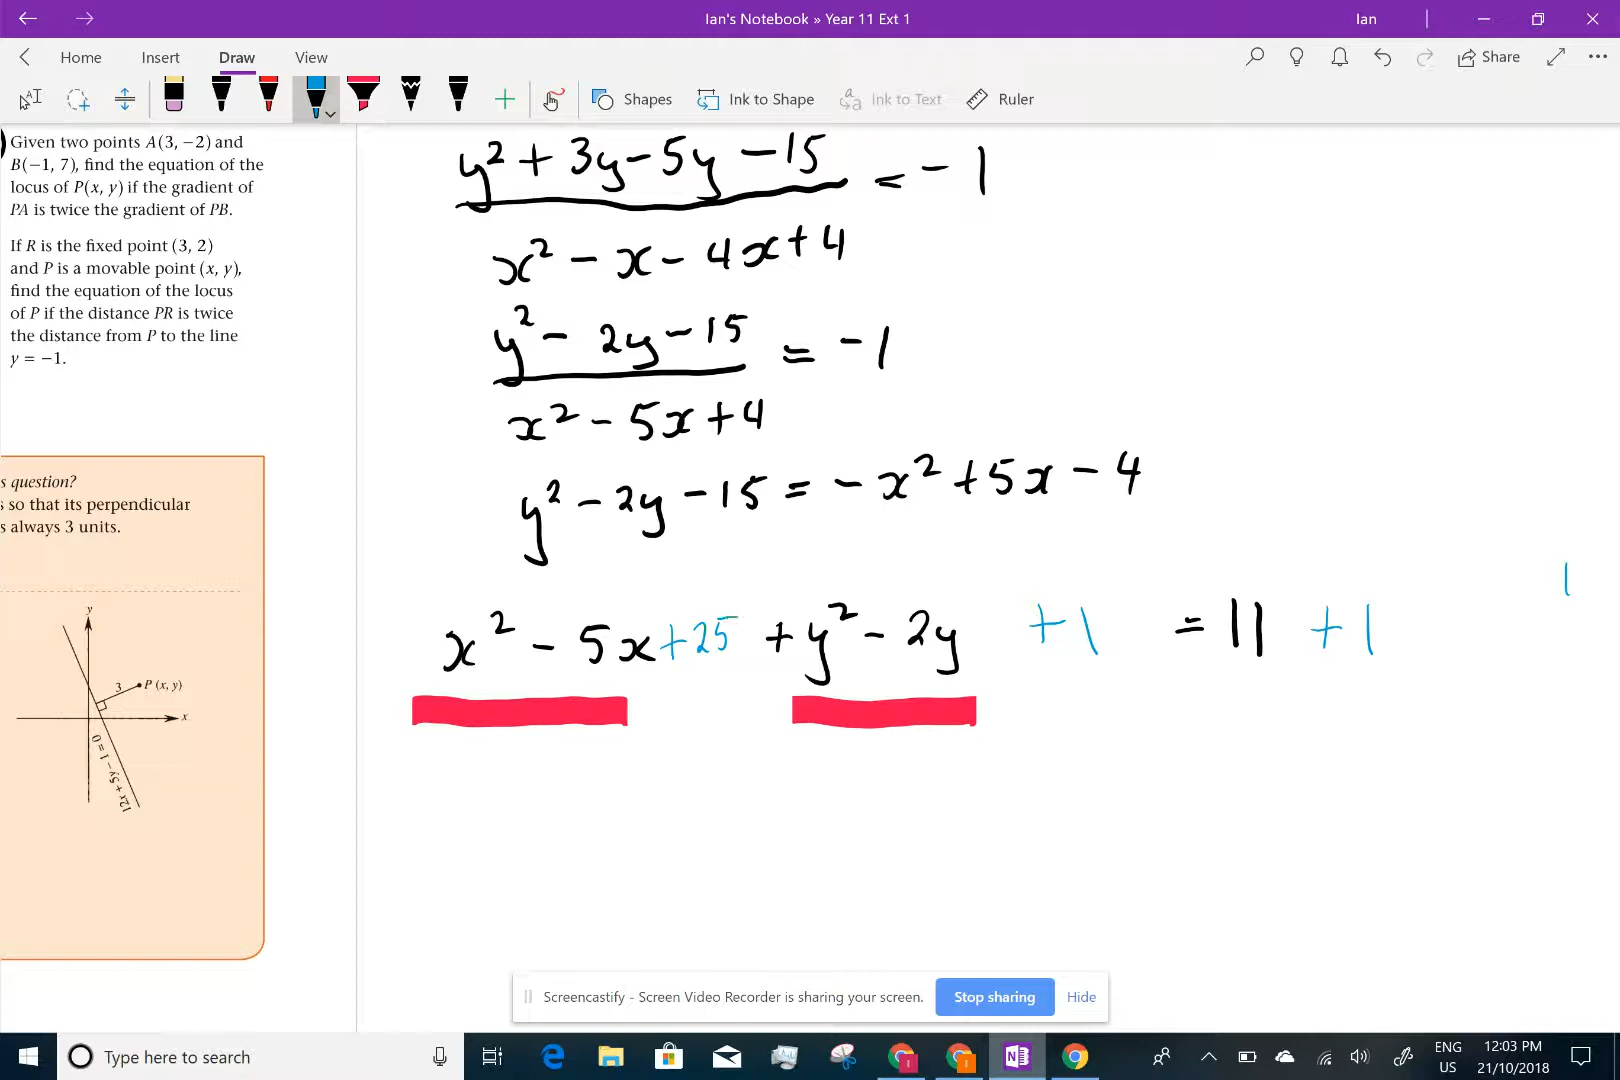 Ian's Notebook » Year 11 Ext 1
Ian
Home Insert Draw View
Share
Shapes Ink to Shape Ink to Text Ruler
Given two points A(3, −2) and
B(−1, 7), find the equation of the
locus of P(x, y) if the gradient of
PA is twice the gradient of PB.
If R is the fixed point (3, 2)
and P is a movable point (x, y),
find the equation of the locus
of P if the distance PR is twice
the distance from P to the line
y = −1.
s question?
s so that its perpendicular
s always 3 units.
y
3
P (x, y)
x
12x + 5y − 1 = 0
y² + 3y − 5y − 15 = −1
x² − x − 4x + 4
y² − 2y − 15 = −1
x² − 5x + 4
y² − 2y − 15 = − x² + 5x − 4
x² − 5x + 25 + y² − 2y + 1 = 11 + 1
Screencastify - Screen Video Recorder is sharing your screen. Stop sharing Hide
Type here to search
ENG 12:03 PM
US 21/10/2018